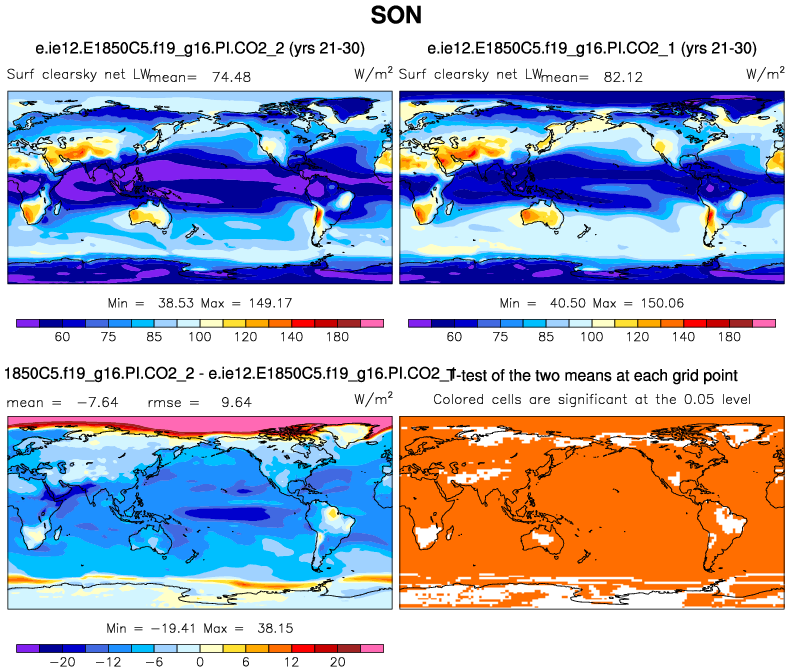 SON
e.ie12.E1850C5.f19_g16.PI.CO2_2 (yrs 21-30)
Surf clearsky net LW mean= 74.48 W/m²
Min = 38.53 Max = 149.17
60 75 85 100 120 140 180
e.ie12.E1850C5.f19_g16.PI.CO2_1 (yrs 21-30)
Surf clearsky net LW mean= 82.12 W/m²
Min = 40.50 Max = 150.06
60 75 85 100 120 140 180
1850C5.f19_g16.PI.CO2_2 - e.ie12.E1850C5.f19_g16.PI.CO2_1
mean = -7.64 rmse = 9.64 W/m²
Min = -19.41 Max = 38.15
-20 -12 -6 0 6 12 20
T-test of the two means at each grid point
Colored cells are significant at the 0.05 level